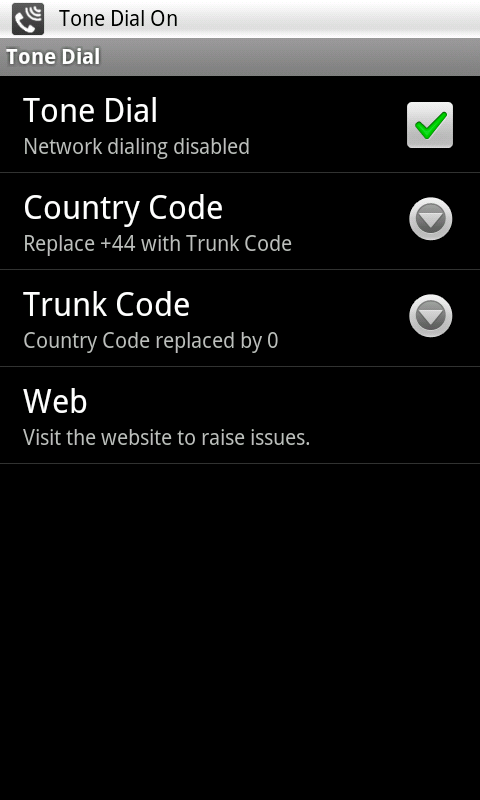 Tone Dial On
Tone Dial
Tone Dial
Network dialing disabled
Country Code
Replace +44 with Trunk Code
Trunk Code
Country Code replaced by 0
Web
Visit the website to raise issues.